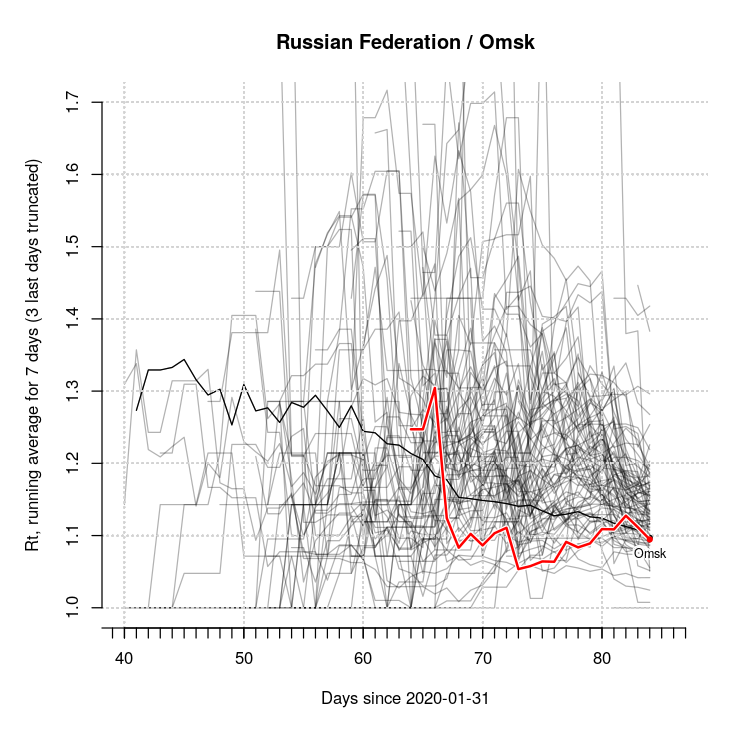 Russian Federation / Omsk
Rt, running average for 7 days (3 last days truncated)
1.7
1.6
1.5
1.4
1.3
1.2
1.1
1.0
Omsk
40 50 60 70 80
Days since 2020-01-31